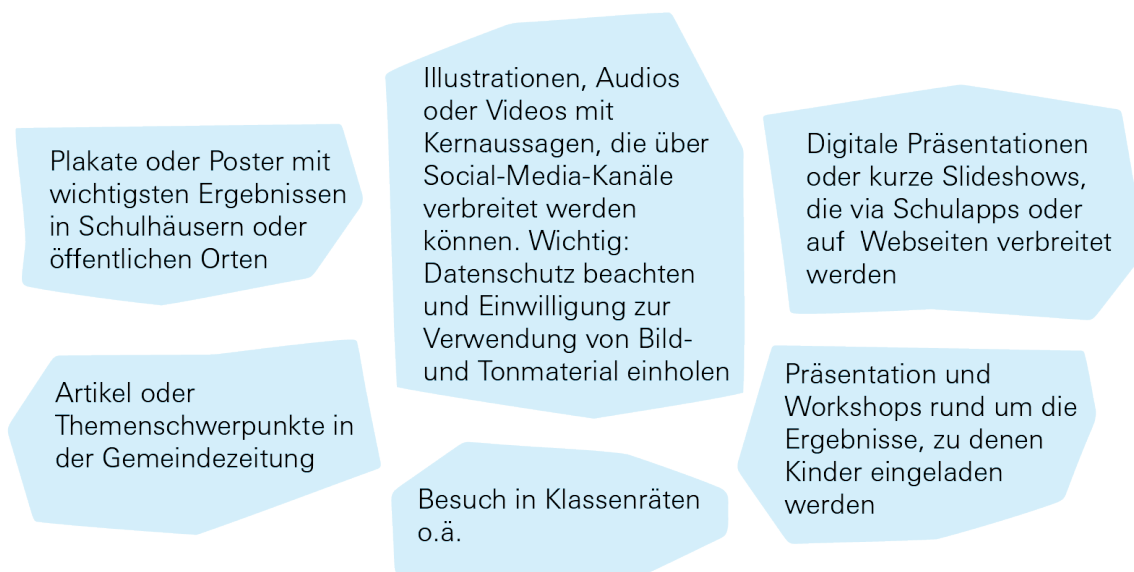 Plakate oder Poster mit
wichtigsten Ergebnissen
in Schulhäusern oder
öffentlichen Orten
Illustrationen, Audios
oder Videos mit
Kernaussagen, die über
Social-Media-Kanäle
verbreitet werden
können. Wichtig:
Datenschutz beachten
und Einwilligung zur
Verwendung von Bild-
und Tonmaterial einholen
Digitale Präsentationen
oder kurze Slideshows,
die via Schulapps oder
auf Webseiten verbreitet
werden
Artikel oder
Themenschwerpunkte in
der Gemeindezeitung
Besuch in Klassenräten
o.ä.
Präsentation und
Workshops rund um die
Ergebnisse, zu denen
Kinder eingeladen
werden